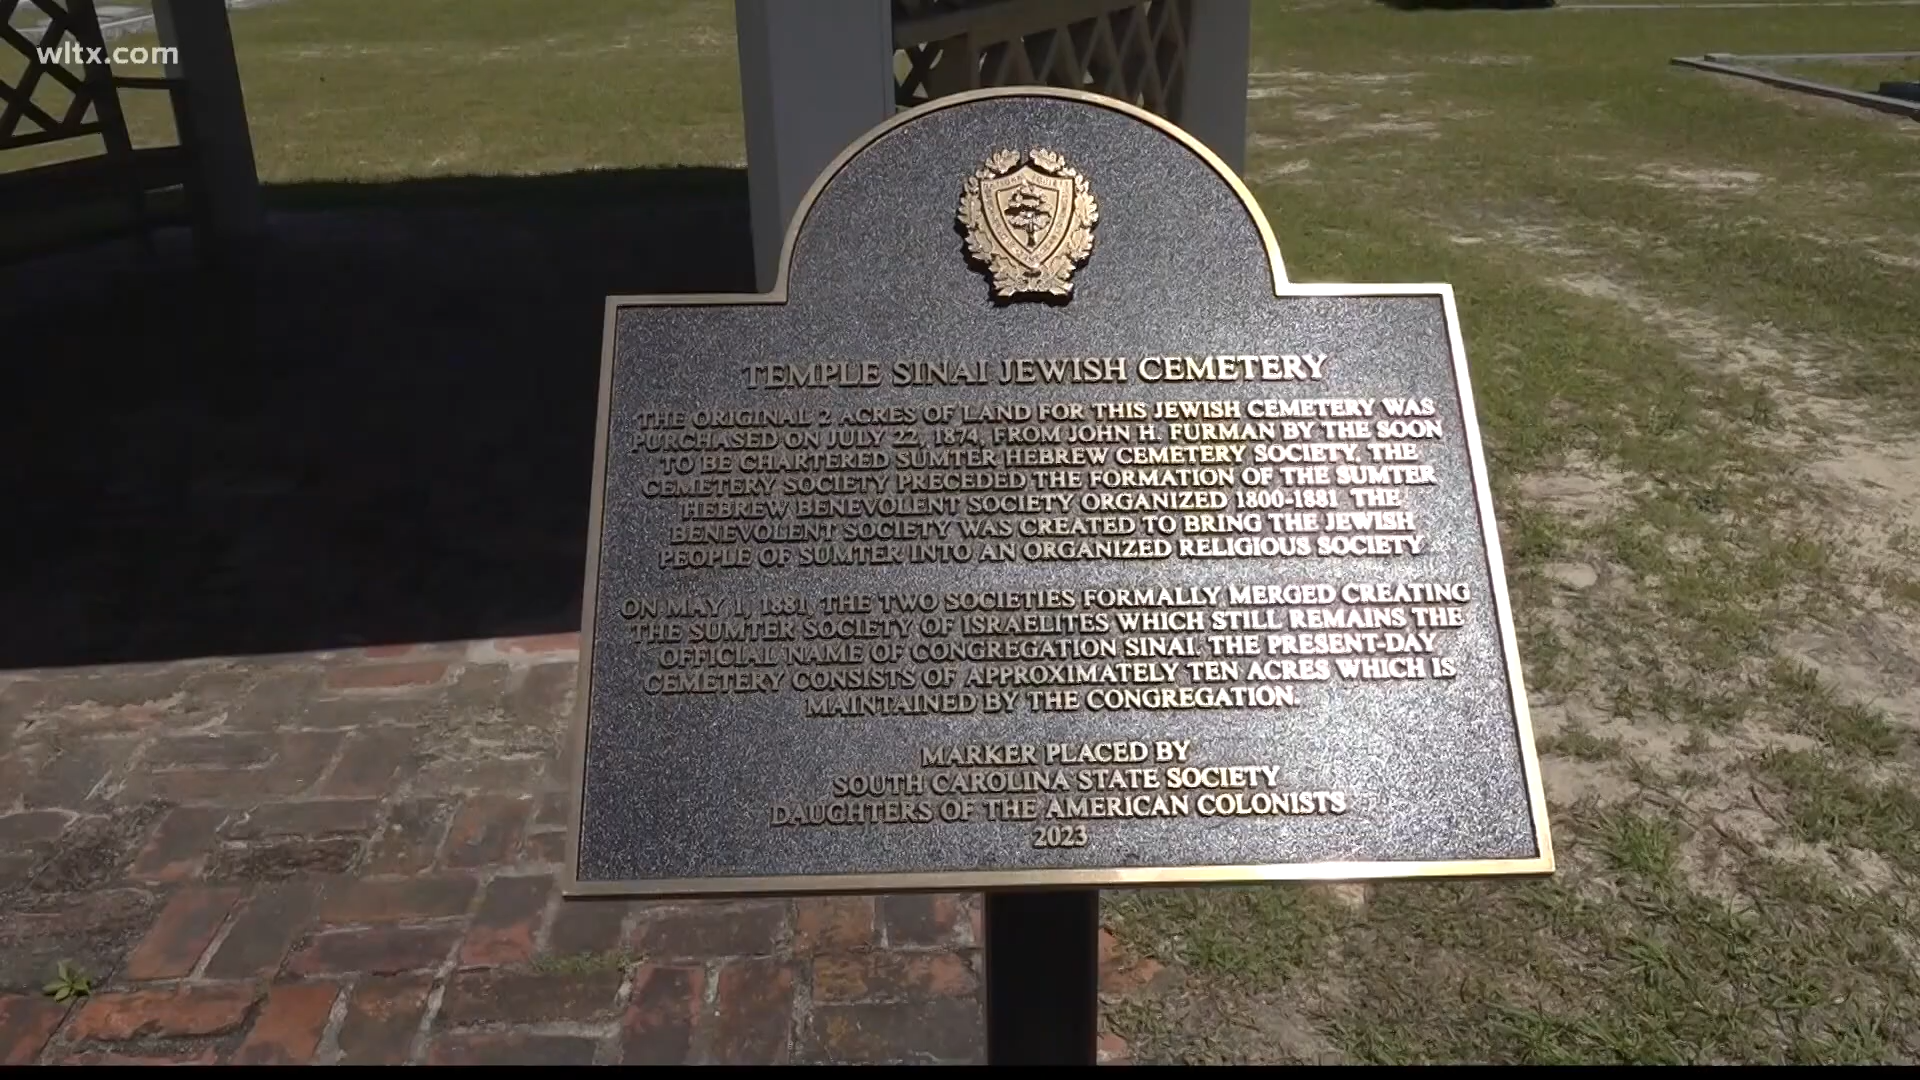 wltx.com
NATIONAL SOCIETY
TEMPLE SINAI JEWISH CEMETERY
THE ORIGINAL 2 ACRES OF LAND FOR THIS JEWISH CEMETERY WAS
PURCHASED ON JULY 22, 1874, FROM JOHN H. FURMAN BY THE SOON
TO BE CHARTERED SUMTER HEBREW CEMETERY SOCIETY. THE
CEMETERY SOCIETY PRECEDED THE FORMATION OF THE SUMTER
HEBREW BENEVOLENT SOCIETY ORGANIZED 1800-1881. THE
BENEVOLENT SOCIETY WAS CREATED TO BRING THE JEWISH
PEOPLE OF SUMTER INTO AN ORGANIZED RELIGIOUS SOCIETY
ON MAY 1, 1881, THE TWO SOCIETIES FORMALLY MERGED CREATING
THE SUMTER SOCIETY OF ISRAELITES WHICH STILL REMAINS THE
OFFICIAL NAME OF CONGREGATION SINAI. THE PRESENT-DAY
CEMETERY CONSISTS OF APPROXIMATELY TEN ACRES WHICH IS
MAINTAINED BY THE CONGREGATION.
MARKER PLACED BY
SOUTH CAROLINA STATE SOCIETY
DAUGHTERS OF THE AMERICAN COLONISTS
2023